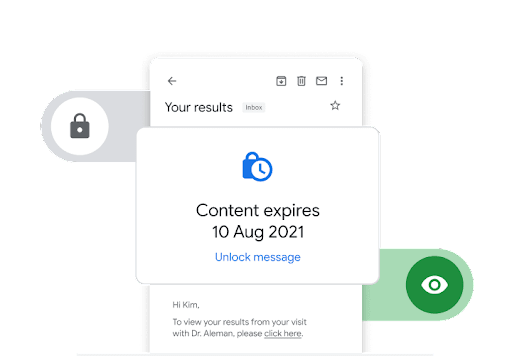 Your results Inbox
Content expires
10 Aug 2021
Unlock message
Hi Kim,
To view your results from your visit
with Dr. Aleman, please click here.